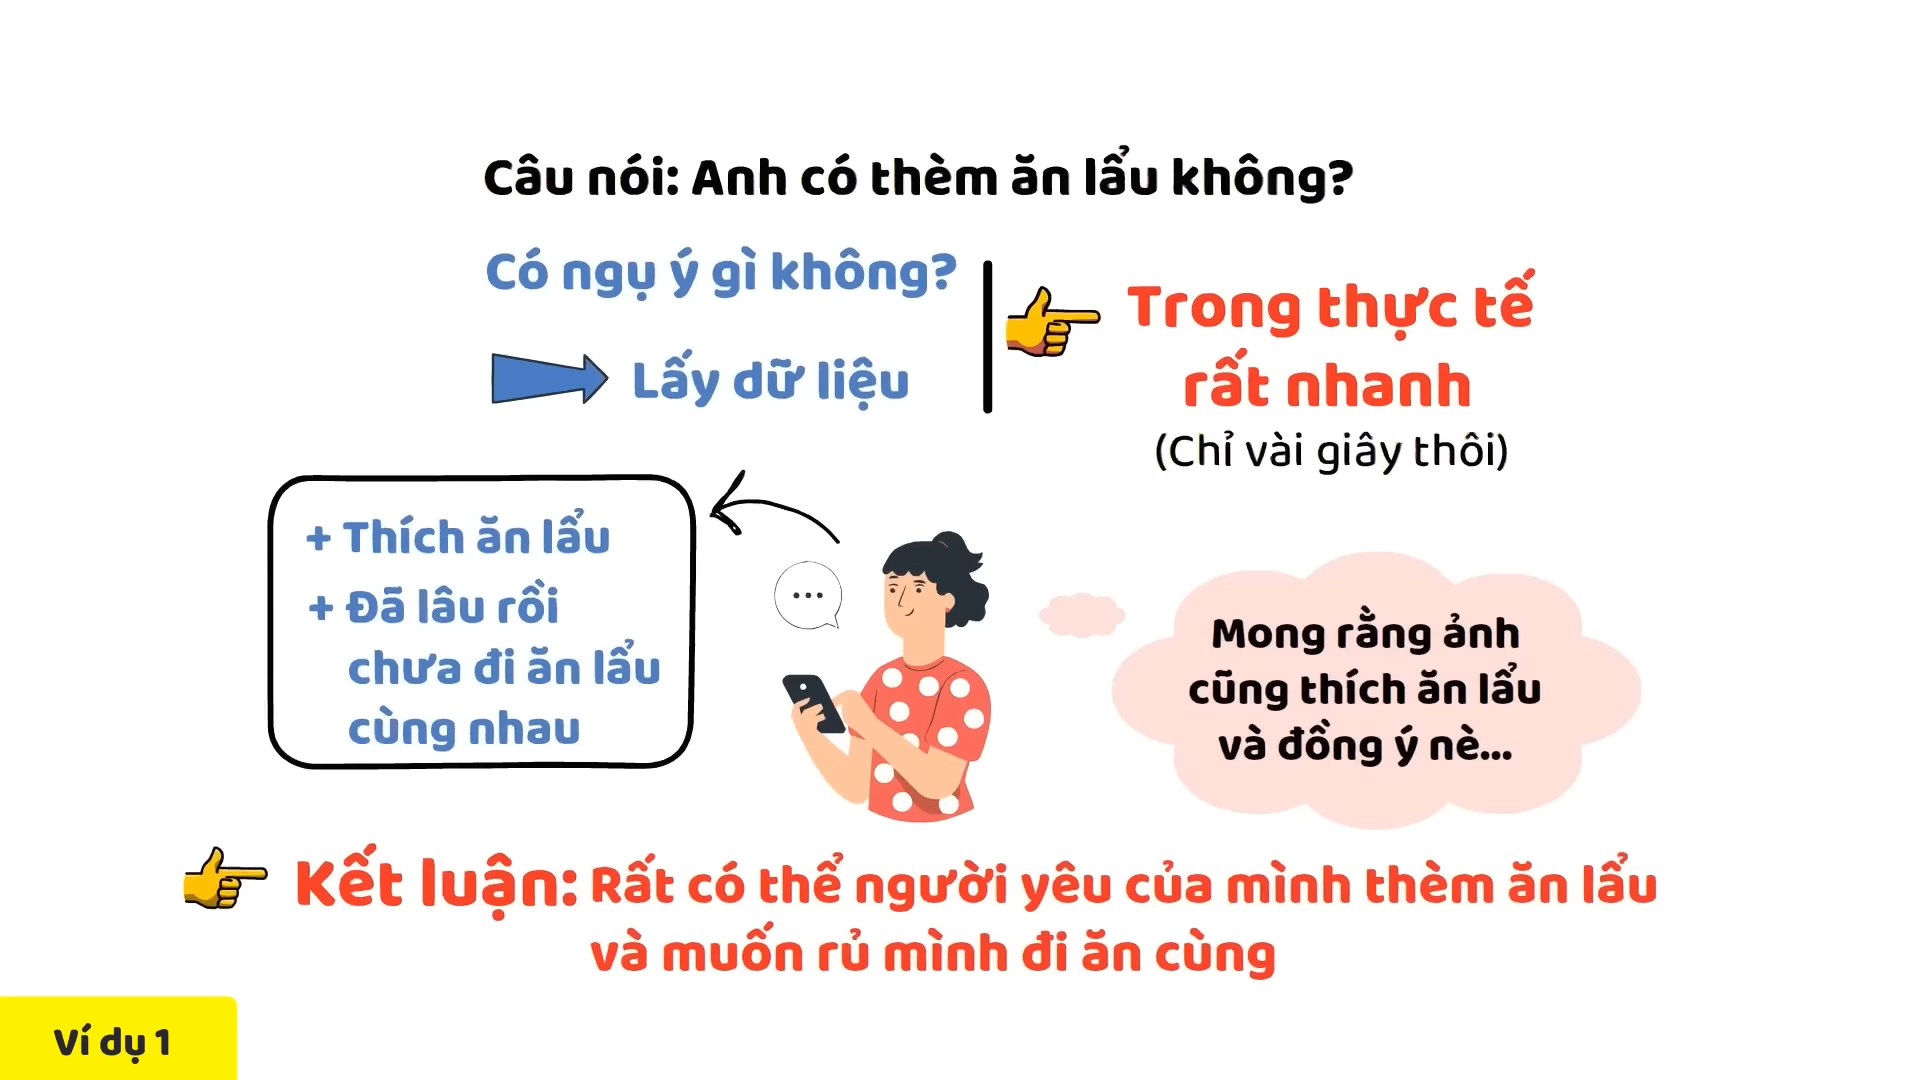 Câu nói: Anh có thèm ăn lẩu không?
Có ngụ ý gì không?
Lấy dữ liệu
Trong thực tế
rất nhanh
(Chỉ vài giây thôi)
+ Thích ăn lẩu
+ Đã lâu rồi
chưa đi ăn lẩu
cùng nhau
Mong rằng ảnh
cũng thích ăn lẩu
và đồng ý nè...
Kết luận: Rất có thể người yêu của mình thèm ăn lẩu
và muốn rủ mình đi ăn cùng
Ví dụ 1